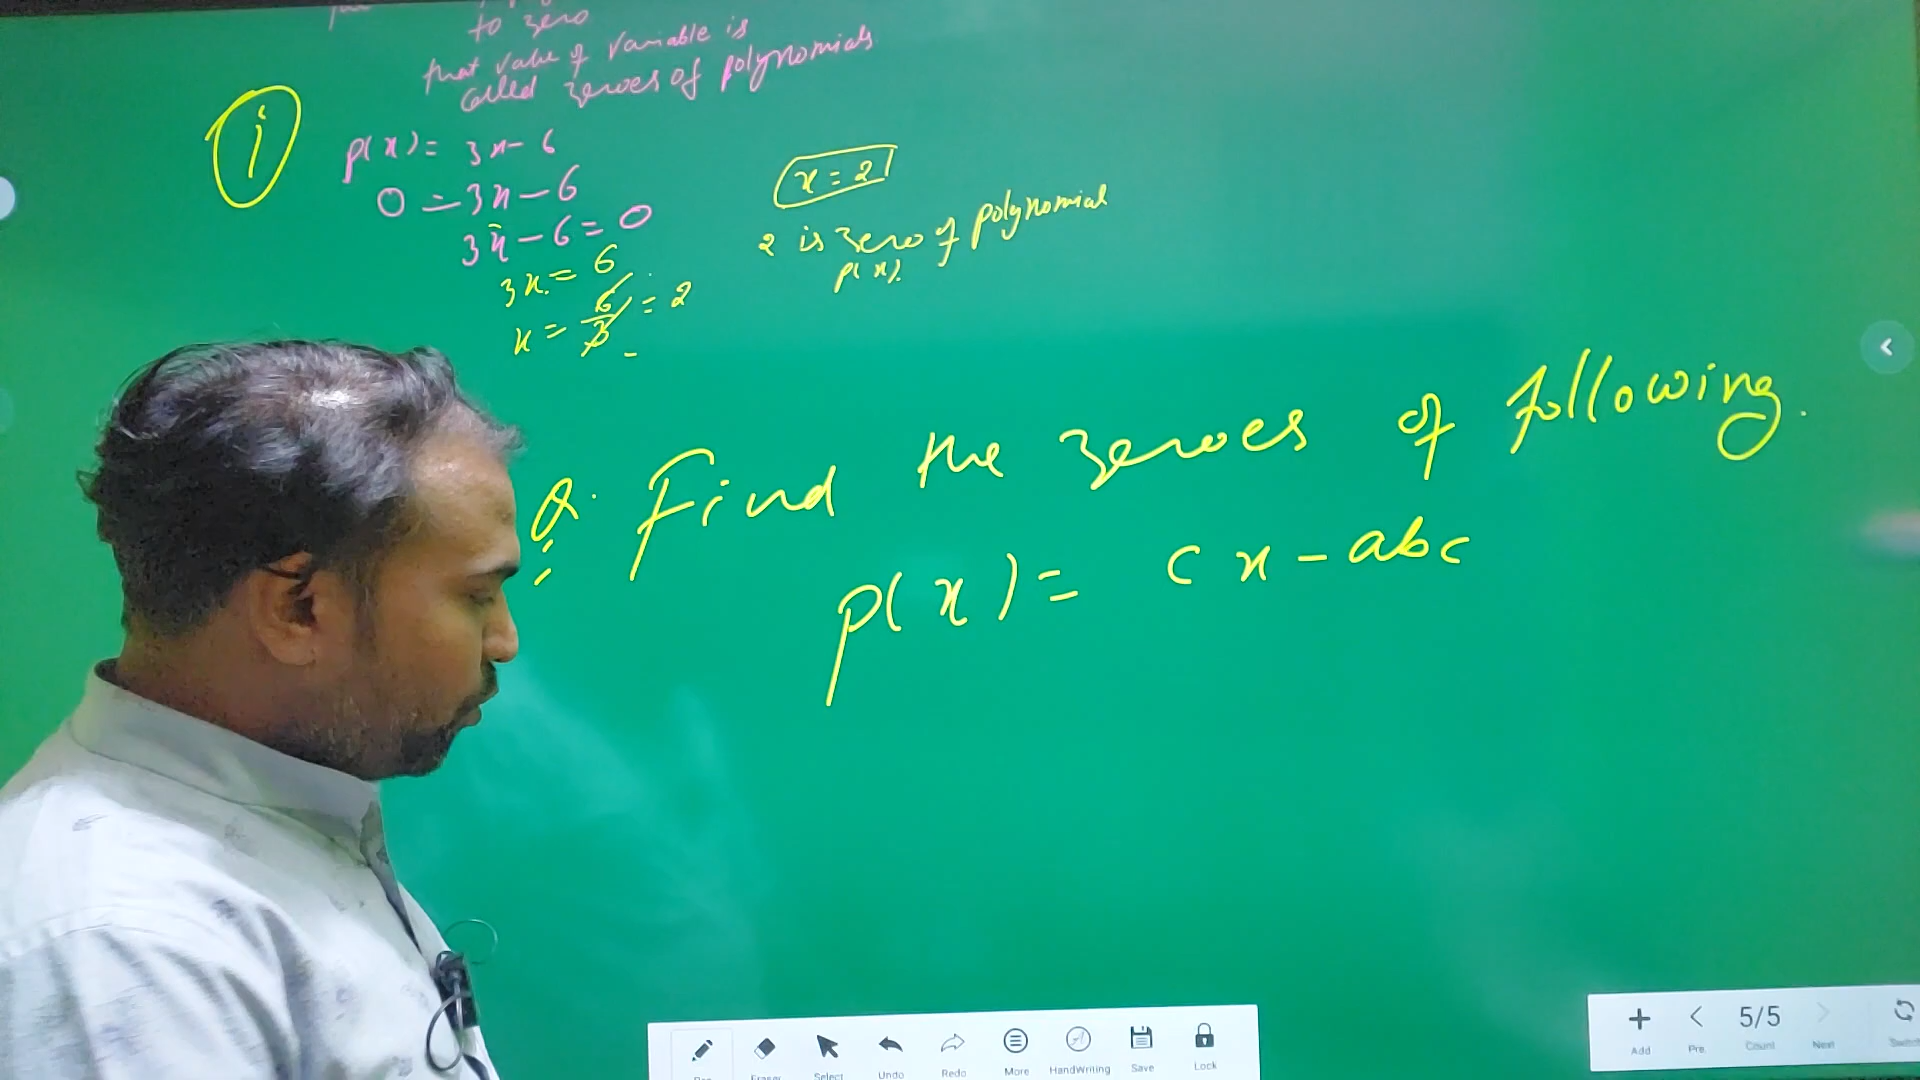 to zero
that value of variable is
called zeroes of polynomials
i
p(x) = 3x - 6
0 = 3x - 6
3x - 6 = 0
3x = 6
x = 6/3 = 2
x = 2
2 is zero of polynomial
p(x).
Q. Find the zeroes of following.
p(x) = cx - abc
Eraser Select Undo Redo More HandWriting Save Lock
Add Pre 5/5 Count Next